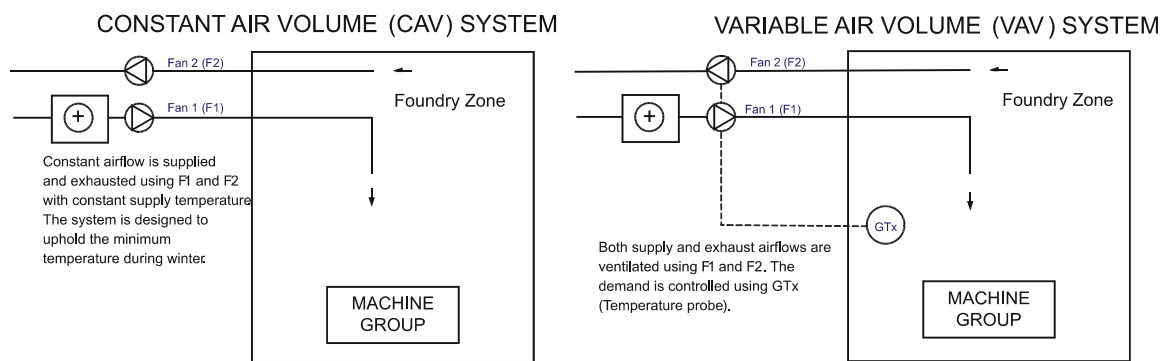 CONSTANT AIR VOLUME (CAV) SYSTEM
Fan 2 (F2)
Foundry Zone
+
Fan 1 (F1)
Constant airflow is supplied
and exhausted using F1 and F2
with constant supply temperature
The system is designed to
uphold the minimum
temperature during winter.
MACHINE
GROUP
VARIABLE AIR VOLUME (VAV) SYSTEM
Fan 2 (F2)
Foundry Zone
+
Fan 1 (F1)
GTx
Both supply and exhaust airflows are
ventilated using F1 and F2. The
demand is controlled using GTx
(Temperature probe).
MACHINE
GROUP